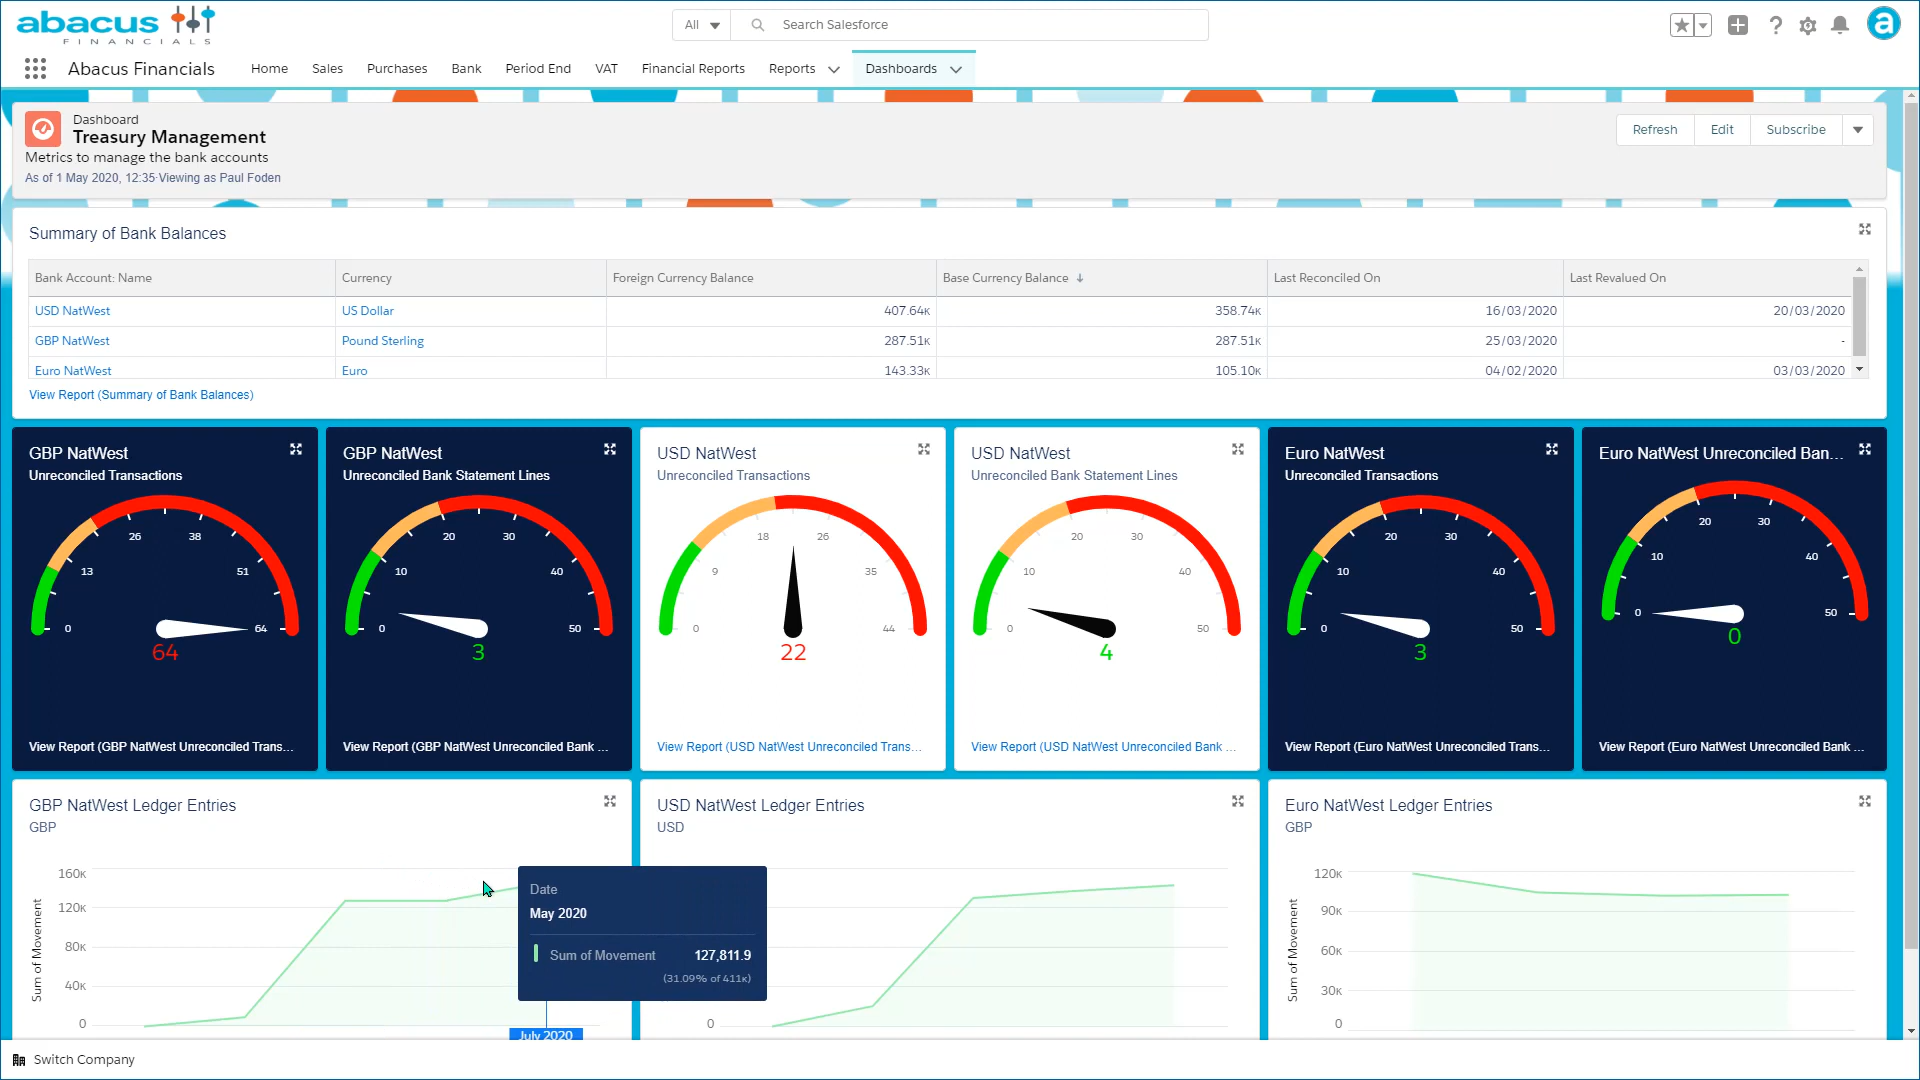 abacus
FINANCIALS
All
Search Salesforce
a
Abacus Financials
Home
Sales
Purchases
Bank
Period End
VAT
Financial Reports
Reports
Dashboards
Dashboard
Treasury Management
Metrics to manage the bank accounts
As of 1 May 2020, 12:35·Viewing as Paul Foden
Refresh
Edit
Subscribe
Summary of Bank Balances
Bank Account: Name Currency Foreign Currency Balance Base Currency Balance ↓ Last Reconciled On Last Revalued On
USD NatWest US Dollar 407.64K 358.74K 16/03/2020 20/03/2020
GBP NatWest Pound Sterling 287.51K 287.51K 25/03/2020 -
Euro NatWest Euro 143.33K 105.10K 04/02/2020 03/03/2020
View Report (Summary of Bank Balances)
GBP NatWest
Unreconciled Transactions
0
13
26
38
51
64
64
View Report (GBP NatWest Unreconciled Trans...
GBP NatWest
Unreconciled Bank Statement Lines
0
10
20
30
40
50
3
View Report (GBP NatWest Unreconciled Bank ...
USD NatWest
Unreconciled Transactions
0
9
18
26
35
44
22
View Report (USD NatWest Unreconciled Trans...
USD NatWest
Unreconciled Bank Statement Lines
0
10
20
30
40
50
4
View Report (USD NatWest Unreconciled Bank ...
Euro NatWest
Unreconciled Transactions
0
10
20
30
40
50
3
View Report (Euro NatWest Unreconciled Trans...
Euro NatWest Unreconciled Ban...
0
10
20
30
40
50
0
View Report (Euro NatWest Unreconciled Bank ...
GBP NatWest Ledger Entries
GBP
Sum of Movement
160K
120K
80K
40K
0
Date
May 2020
Sum of Movement 127,811.9
(31.09% of 411K)
July 2020
USD NatWest Ledger Entries
USD
0
Euro NatWest Ledger Entries
GBP
Sum of Movement
120K
90K
60K
30K
0
Switch Company